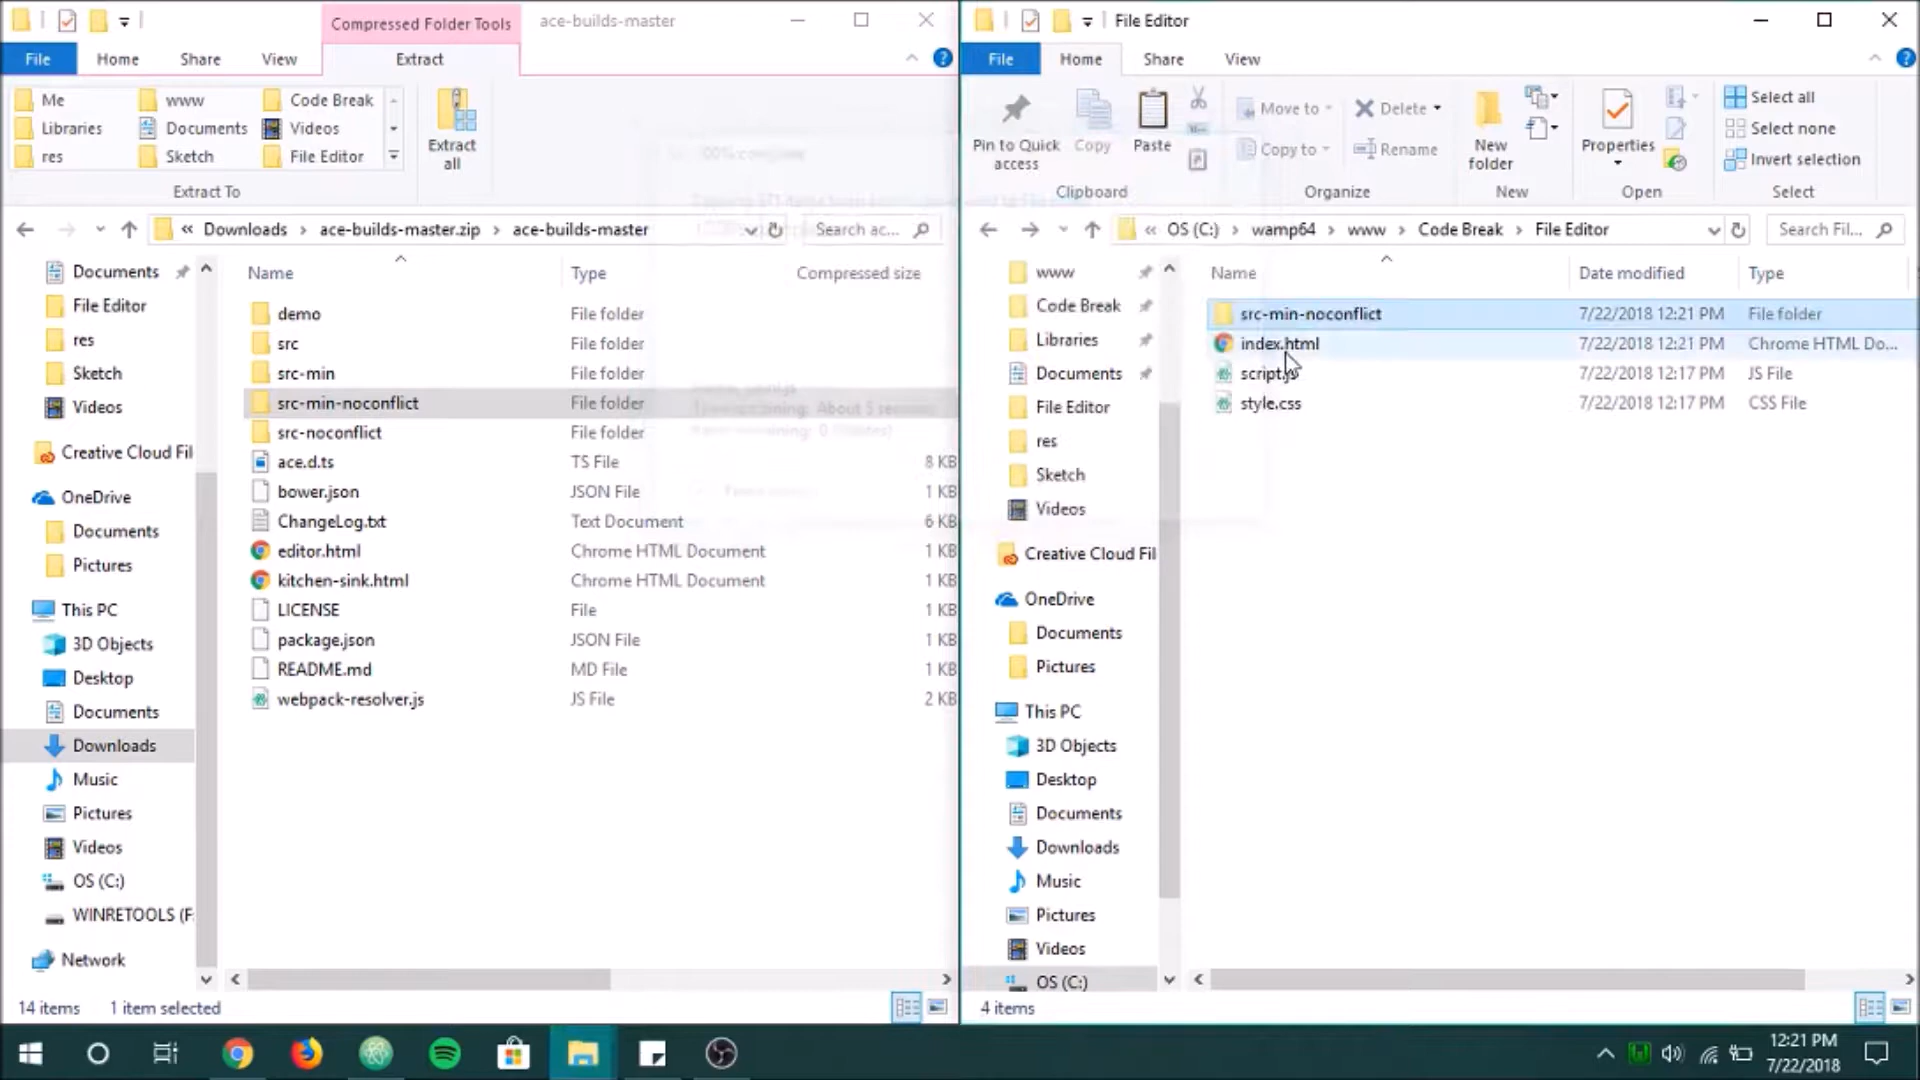 Compressed Folder Tools
ace-builds-master
File
Home
Share
View
Extract
Me
www
Code Break
Libraries
Documents
Videos
res
Sketch
File Editor
Extract
all
Extract To
« Downloads › ace-builds-master.zip › ace-builds-master
Search ac...
Documents
File Editor
res
Sketch
Videos
Creative Cloud Fil
OneDrive
Documents
Pictures
This PC
3D Objects
Desktop
Documents
Downloads
Music
Pictures
Videos
OS (C:)
WINRETOOLS (F:
Network
Name Type Compressed size
demo File folder
src File folder
src-min File folder
src-min-noconflict File folder
src-noconflict File folder
ace.d.ts TS File 8 KB
bower.json JSON File 1 KB
ChangeLog.txt Text Document 6 KB
editor.html Chrome HTML Document 1 KB
kitchen-sink.html Chrome HTML Document 1 KB
LICENSE File 1 KB
package.json JSON File 1 KB
README.md MD File 1 KB
webpack-resolver.js JS File 2 KB
100% complete
About 5 seconds
14 items 1 item selected
File Editor
File
Home
Share
View
Pin to Quick
access
Copy
Paste
Clipboard
Move to
Copy to
Delete
Rename
Organize
New
folder
New
Properties
Open
Select all
Select none
Invert selection
Select
« OS (C:) › wamp64 › www › Code Break › File Editor
Search Fil...
www
Code Break
Libraries
Documents
File Editor
res
Sketch
Videos
Creative Cloud Fil
OneDrive
Documents
Pictures
This PC
3D Objects
Desktop
Documents
Downloads
Music
Pictures
Videos
OS (C:)
Name Date modified Type
src-min-noconflict 7/22/2018 12:21 PM File folder
index.html 7/22/2018 12:21 PM Chrome HTML Do...
script.js 7/22/2018 12:17 PM JS File
style.css 7/22/2018 12:17 PM CSS File
4 items
12:21 PM
7/22/2018